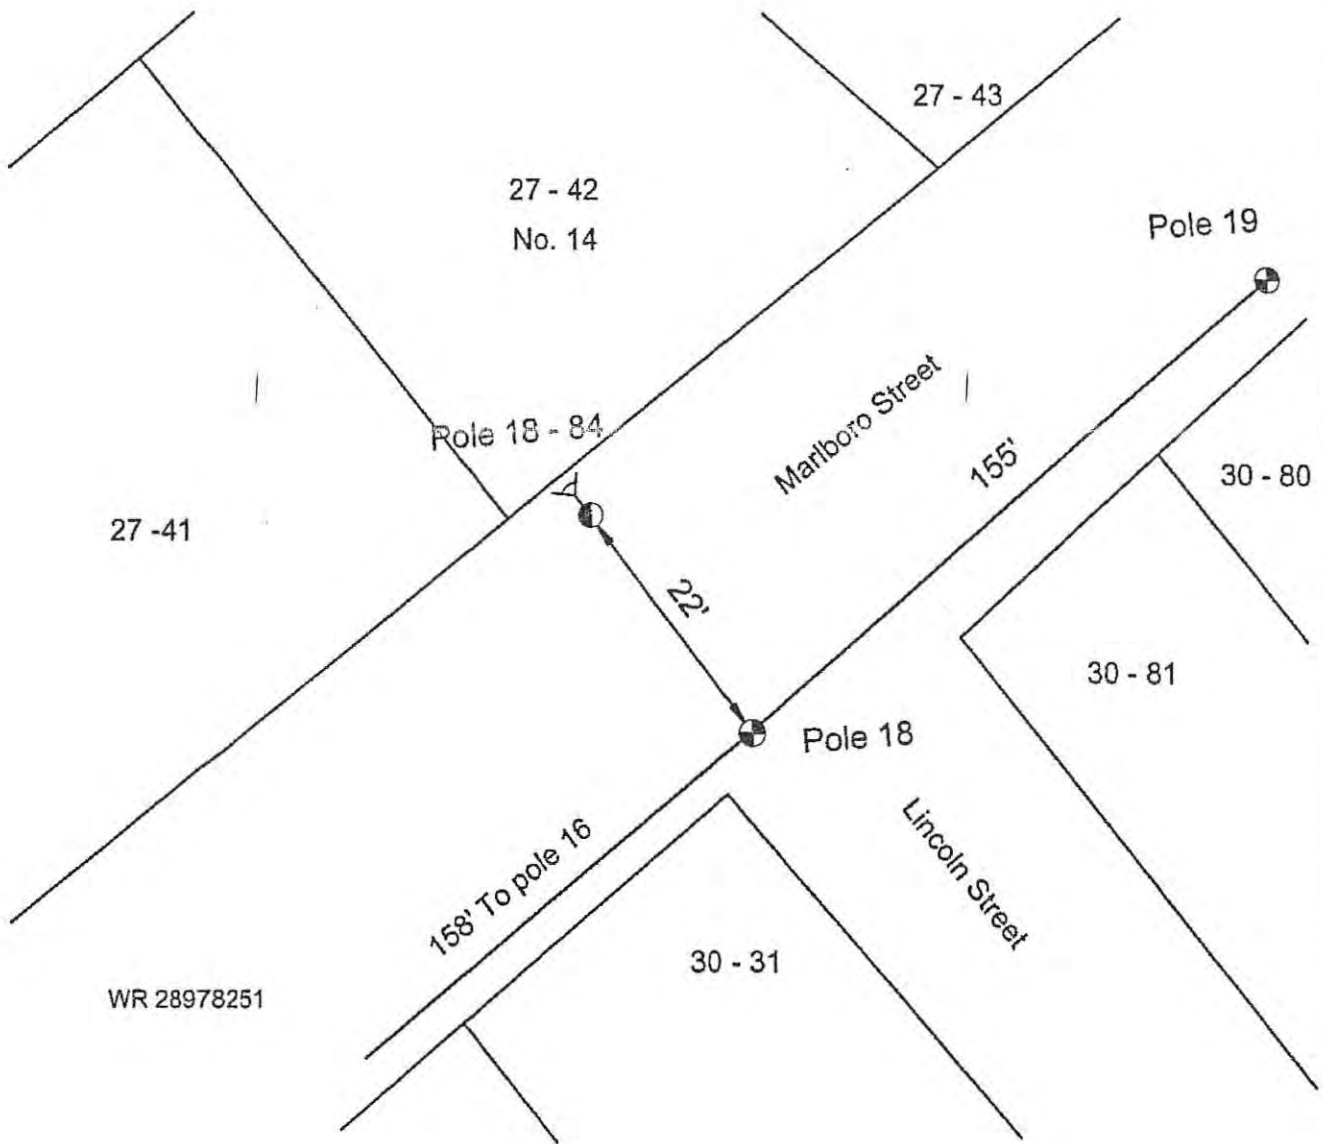 27 - 43
27 - 42
No. 14
Pole 19
Marlboro Street
Pole 18 - 84
155'
30 - 80
27 -41
22'
30 - 81
Pole 18
158' To pole 16
Lincoln Street
30 - 31
WR 28978251